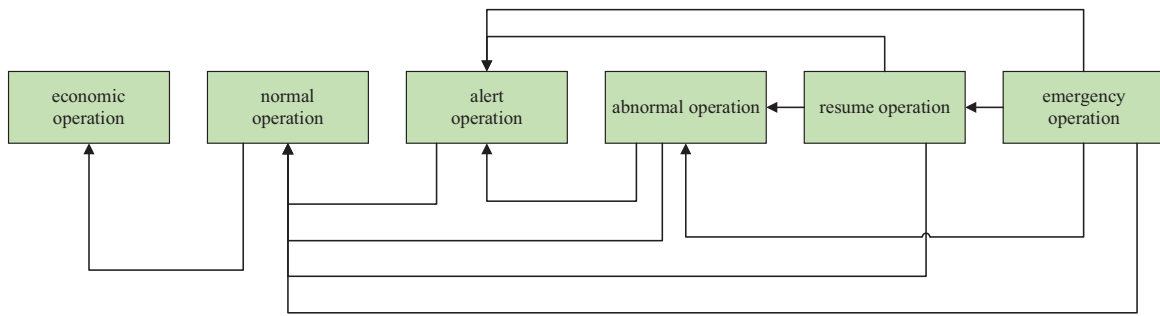 economic
operation
normal
operation
alert
operation
abnormal operation
resume operation
emergency
operation